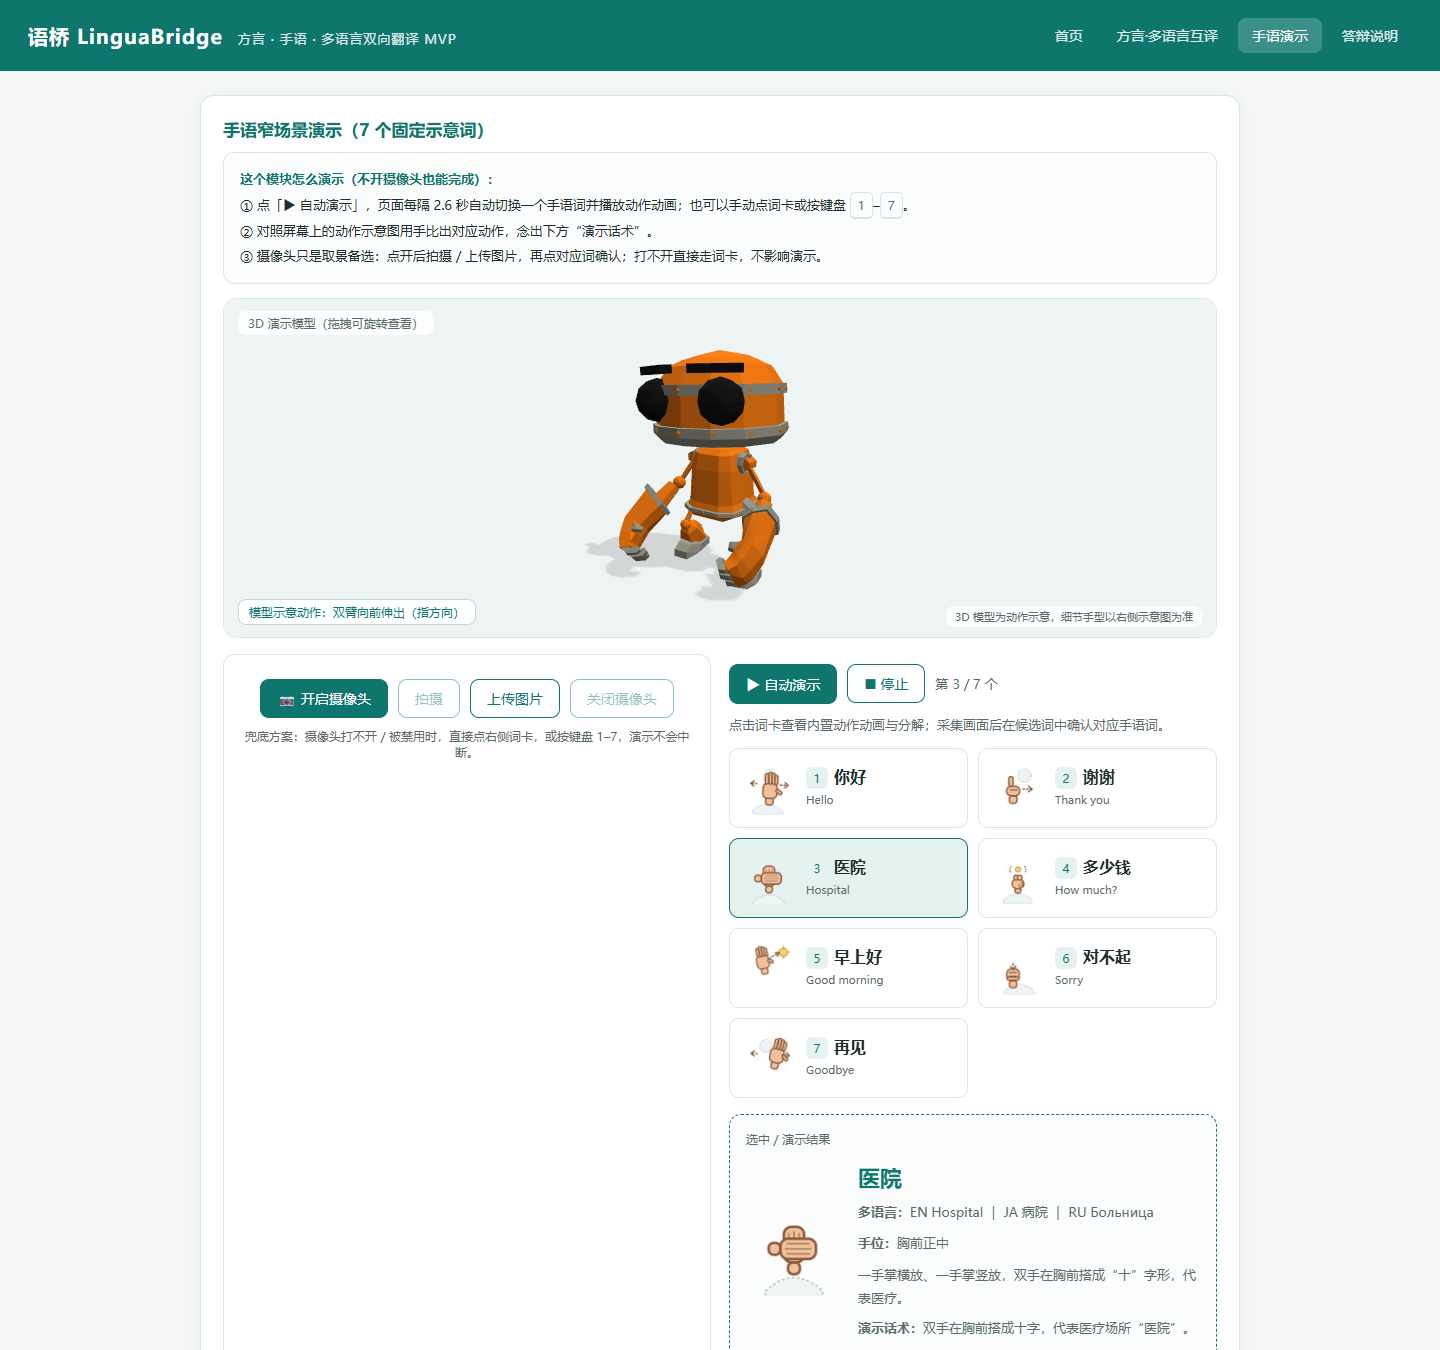 语桥 LinguaBridge 方言 · 手语 · 多语言双向翻译 MVP
首页 方言·多语言互译 手语演示 答辩说明
手语窄场景演示（7 个固定示意词）
这个模块怎么演示（不开摄像头也能完成）：
① 点「▶ 自动演示」，页面每隔 2.6 秒自动切换一个手语词并播放动作动画；也可以手动点词卡或按键盘 1–7。
② 对照屏幕上的动作示意图用手比出对应动作，念出下方“演示话术”。
③ 摄像头只是取景备选：点开后拍摄 / 上传图片，再点对应词确认；打不开直接走词卡，不影响演示。
3D 演示模型（拖拽可旋转查看）
模型示意动作：双臂向前伸出（指方向）
3D 模型为动作示意，细节手型以右侧示意图为准
📷 开启摄像头 拍摄 上传图片 关闭摄像头
兜底方案：摄像头打不开 / 被禁用时，直接点右侧词卡，或按键盘 1–7，演示不会中
断。
▶ 自动演示 ■ 停止 第 3 / 7 个
点击词卡查看内置动作动画与分解；采集画面后在候选词中确认对应手语词。
1 你好
Hello
2 谢谢
Thank you
3 医院
Hospital
4 多少钱
How much?
5 早上好
Good morning
6 对不起
Sorry
7 再见
Goodbye
选中 / 演示结果
医院
多语言：EN Hospital ｜ JA 病院 ｜ RU Больница
手位：胸前正中
一手掌横放、一手掌竖放，双手在胸前搭成“十”字形，代
表医疗。
演示话术：双手在胸前搭成十字，代表医疗场所“医院”。